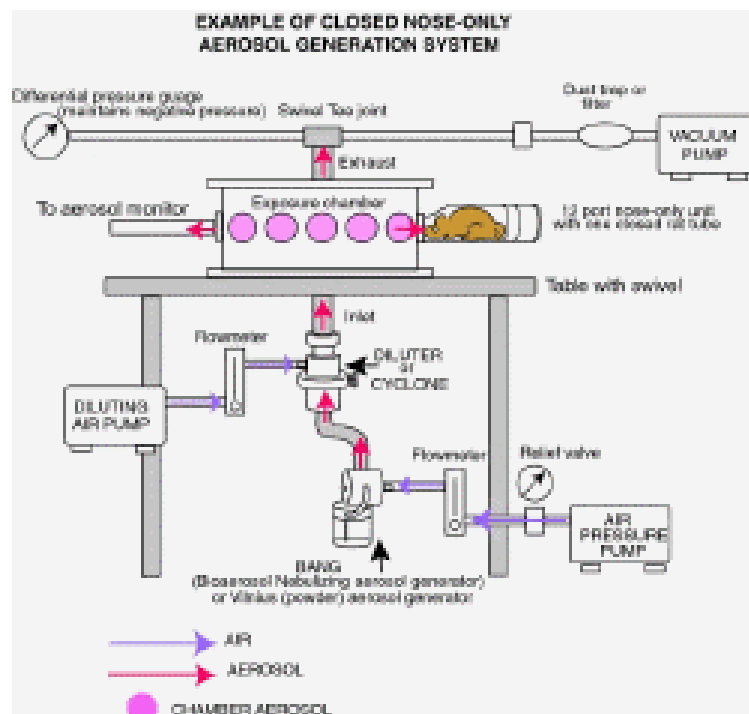 EXAMPLE OF CLOSED NOSE-ONLY
AEROSOL GENERATION SYSTEM
Differential pressure guage
(maintains negative pressure)
Swivel Tee joint
Dust trap or
filter
VACUUM
PUMP
Exhaust
To aerosol monitor
Exposure chamber
12 port nose-only unit
with one closed rat tube
Table with swivel
Inlet
Flowmeter
DILUTER
or
CYCLONE
DILUTING
AIR PUMP
Flowmeter
Relief valve
AIR
PRESSURE
PUMP
BANG
(Bioaerosol Nebulizing aerosol generator)
or Vilnius (powder) aerosol generator
AIR
AEROSOL
CHAMBER AEROSOL